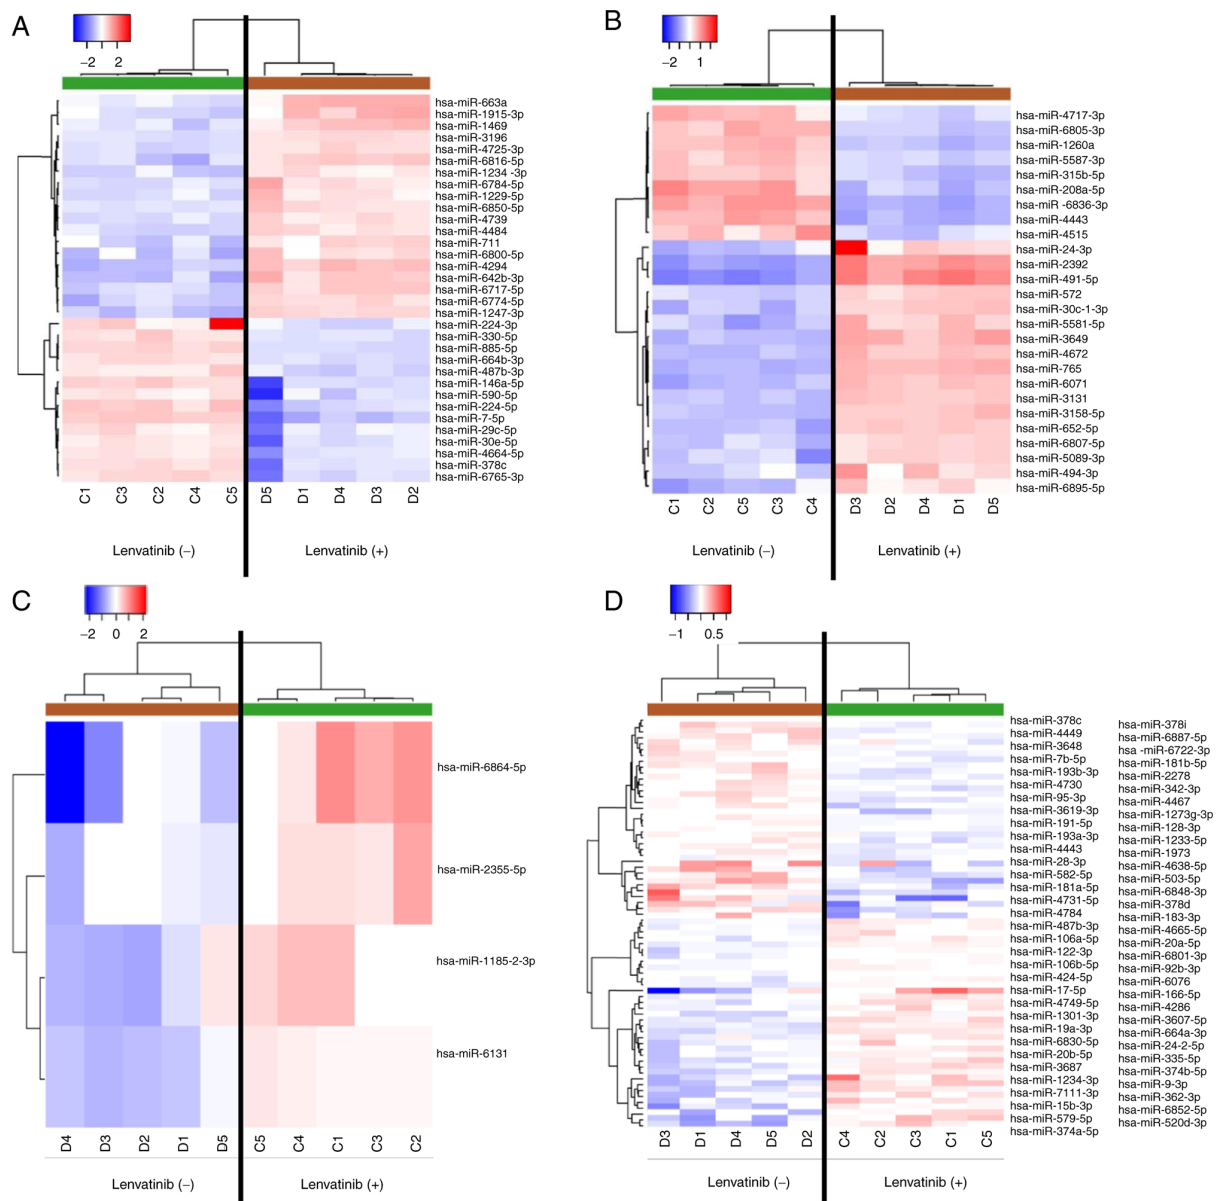 A
−2 2
hsa-miR-663a
hsa-miR-1915-3p
hsa-miR-1469
hsa-miR-3196
hsa-miR-4725-3p
hsa-miR-6816-5p
hsa-miR-1234 -3p
hsa-miR-6784-5p
hsa-miR-1229-5p
hsa-miR-6850-5p
hsa-miR-4739
hsa-miR-4484
hsa-miR-711
hsa-miR-6800-5p
hsa-miR-4294
hsa-miR-642b-3p
hsa-miR-6717-5p
hsa-miR-6774-5p
hsa-miR-1247-3p
hsa-miR-224-3p
hsa-miR-330-5p
hsa-miR-885-5p
hsa-miR-664b-3p
hsa-miR-487b-3p
hsa-miR-146a-5p
hsa-miR-590-5p
hsa-miR-224-5p
hsa-miR-7-5p
hsa-miR-29c-5p
hsa-miR-30e-5p
hsa-miR-4664-5p
hsa-miR-378c
hsa-miR-6765-3p
C1 C3 C2 C4 C5 D5 D1 D4 D3 D2
Lenvatinib (−) Lenvatinib (+)
B
−2 1
hsa-miR-4717-3p
hsa-miR-6805-3p
hsa-miR-1260a
hsa-miR-5587-3p
hsa-miR-315b-5p
hsa-miR-208a-5p
hsa-miR -6836-3p
hsa-miR-4443
hsa-miR-4515
hsa-miR-24-3p
hsa-miR-2392
hsa-miR-491-5p
hsa-miR-572
hsa-miR-30c-1-3p
hsa-miR-5581-5p
hsa-miR-3649
hsa-miR-4672
hsa-miR-765
hsa-miR-6071
hsa-miR-3131
hsa-miR-3158-5p
hsa-miR-652-5p
hsa-miR-6807-5p
hsa-miR-5089-3p
hsa-miR-494-3p
hsa-miR-6895-5p
C1 C2 C5 C3 C4 D3 D2 D4 D1 D5
Lenvatinib (−) Lenvatinib (+)
C
−2 0 2
hsa-miR-6864-5p
hsa-miR-2355-5p
hsa-miR-1185-2-3p
hsa-miR-6131
D4 D3 D2 D1 D5 C5 C4 C1 C3 C2
Lenvatinib (−) Lenvatinib (+)
D
−1 0.5
hsa-miR-378c
hsa-miR-4449
hsa-miR-3648
hsa-miR-7b-5p
hsa-miR-193b-3p
hsa-miR-4730
hsa-miR-95-3p
hsa-miR-3619-3p
hsa-miR-191-5p
hsa-miR-193a-3p
hsa-miR-4443
hsa-miR-28-3p
hsa-miR-582-5p
hsa-miR-181a-5p
hsa-miR-4731-5p
hsa-miR-4784
hsa-miR-487b-3p
hsa-miR-106a-5p
hsa-miR-122-3p
hsa-miR-106b-5p
hsa-miR-424-5p
hsa-miR-17-5p
hsa-miR-4749-5p
hsa-miR-1301-3p
hsa-miR-19a-3p
hsa-miR-6830-5p
hsa-miR-20b-5p
hsa-miR-3687
hsa-miR-1234-3p
hsa-miR-7111-3p
hsa-miR-15b-3p
hsa-miR-579-5p
hsa-miR-374a-5p
hsa-miR-378i
hsa-miR-6887-5p
hsa -miR-6722-3p
hsa-miR-181b-5p
hsa-miR-2278
hsa-miR-342-3p
hsa-miR-4467
hsa-miR-1273g-3p
hsa-miR-128-3p
hsa-miR-1233-5p
hsa-miR-1973
hsa-miR-4638-5p
hsa-miR-503-5p
hsa-miR-6848-3p
hsa-miR-378d
hsa-miR-183-3p
hsa-miR-4665-5p
hsa-miR-20a-5p
hsa-miR-6801-3p
hsa-miR-92b-3p
hsa-miR-6076
hsa-miR-166-5p
hsa-miR-4286
hsa-miR-3607-5p
hsa-miR-664a-3p
hsa-miR-24-2-5p
hsa-miR-335-5p
hsa-miR-374b-5p
hsa-miR-9-3p
hsa-miR-362-3p
hsa-miR-6852-5p
hsa-miR-520d-3p
D3 D1 D4 D5 D2 C4 C2 C3 C1 C5
Lenvatinib (−) Lenvatinib (+)